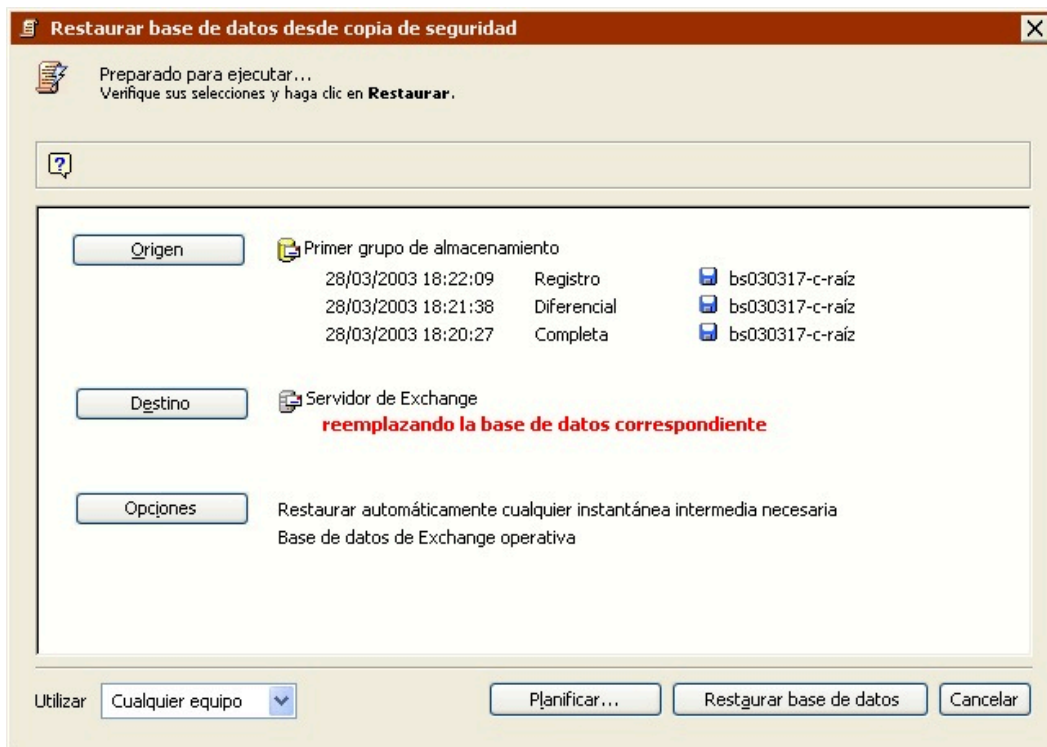 Restaurar base de datos desde copia de seguridad
Preparado para ejecutar...
Verifique sus selecciones y haga clic en Restaurar.
Origen
Primer grupo de almacenamiento
28/03/2003 18:22:09 Registro bs030317-c-raíz
28/03/2003 18:21:38 Diferencial bs030317-c-raíz
28/03/2003 18:20:27 Completa bs030317-c-raíz
Destino
Servidor de Exchange
reemplazando la base de datos correspondiente
Opciones
Restaurar automáticamente cualquier instantánea intermedia necesaria
Base de datos de Exchange operativa
Utilizar Cualquier equipo Planificar... Restaurar base de datos Cancelar